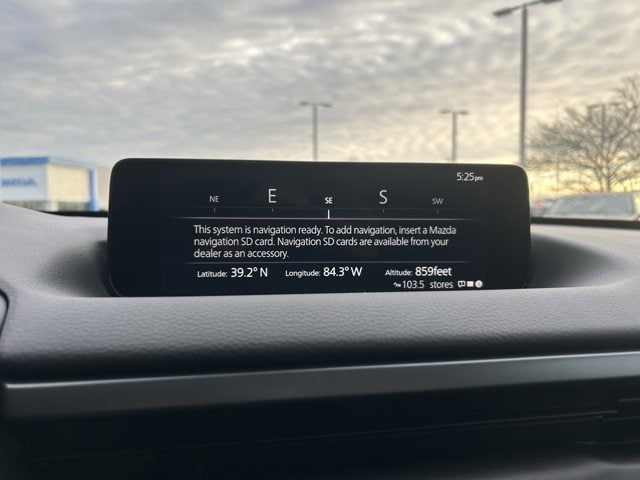 5:25pm
NE E SE S SW
This system is navigation ready. To add navigation, insert a Mazda
navigation SD card. Navigation SD cards are available from your
dealer as an accessory.
Latitude: 39.2° N Longitude: 84.3° W Altitude: 859feet
103.5 stores